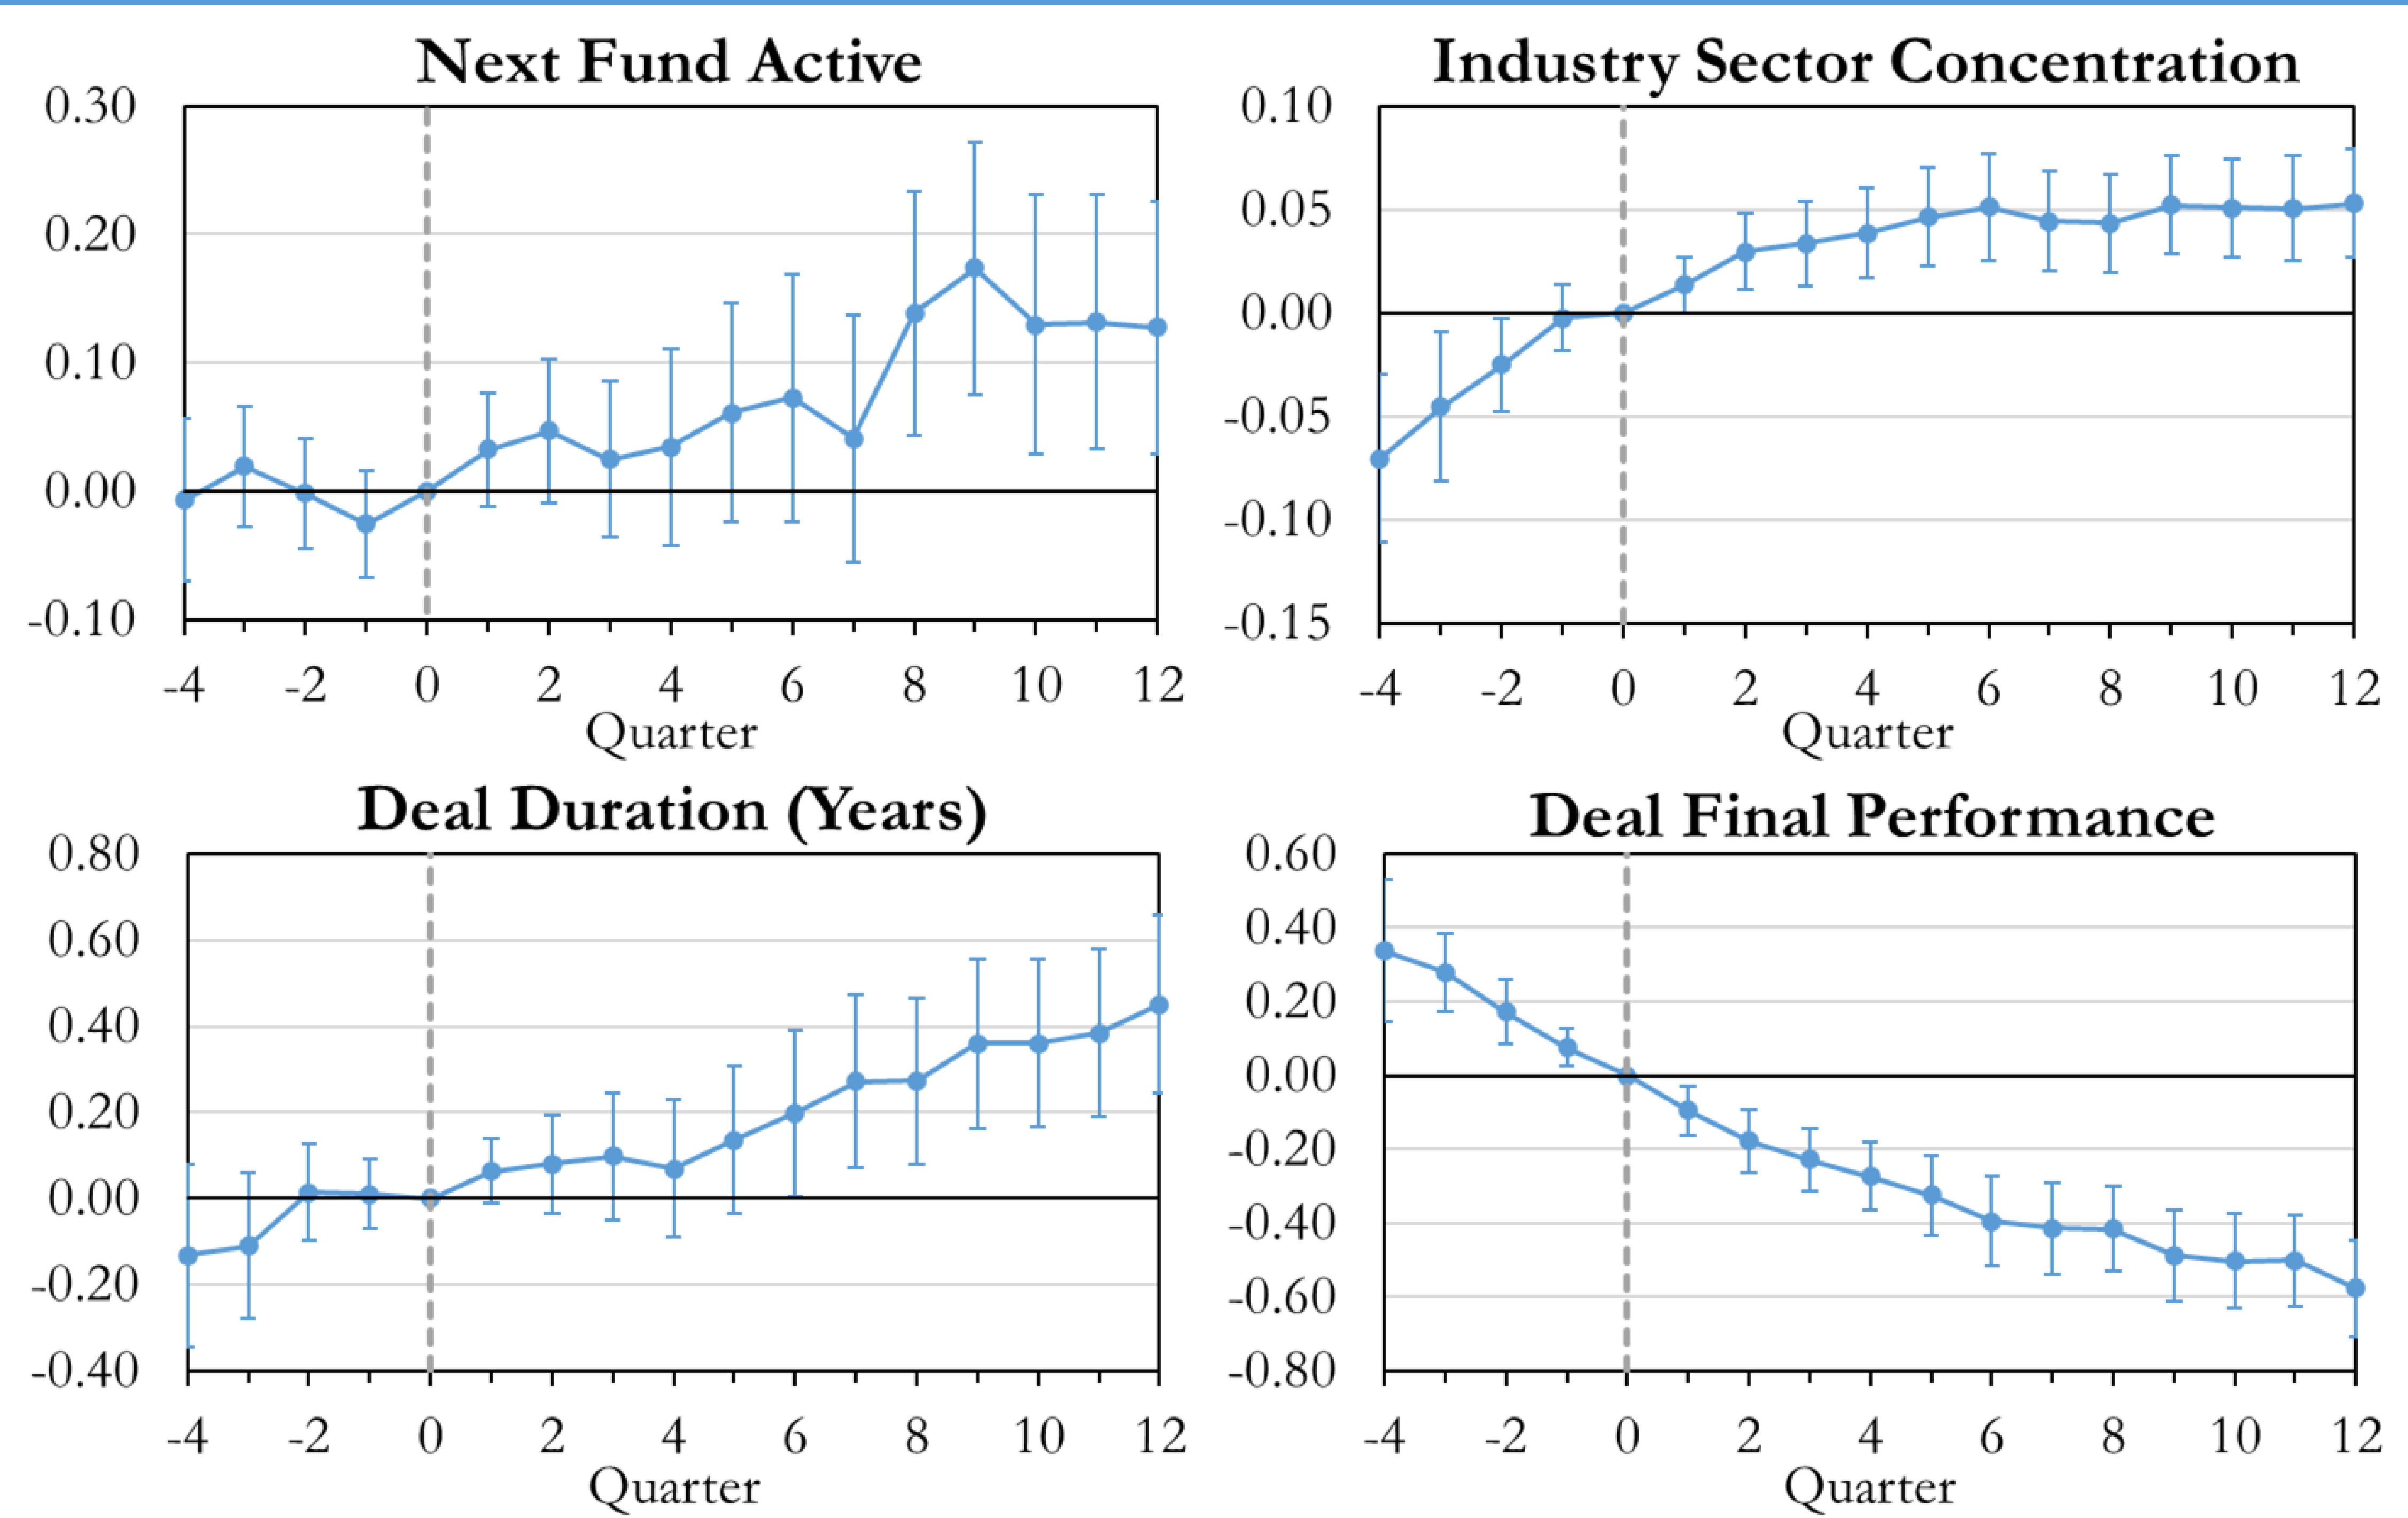 Next Fund Active
0.30
0.20
0.10
0.00
-0.10
-4 -2 0 2 4 6 8 10 12
Quarter
Industry Sector Concentration
0.10
0.05
0.00
-0.05
-0.10
-0.15
-4 -2 0 2 4 6 8 10 12
Quarter
Deal Duration (Years)
0.80
0.60
0.40
0.20
0.00
-0.20
-0.40
-4 -2 0 2 4 6 8 10 12
Quarter
Deal Final Performance
0.60
0.40
0.20
0.00
-0.20
-0.40
-0.60
-0.80
-4 -2 0 2 4 6 8 10 12
Quarter